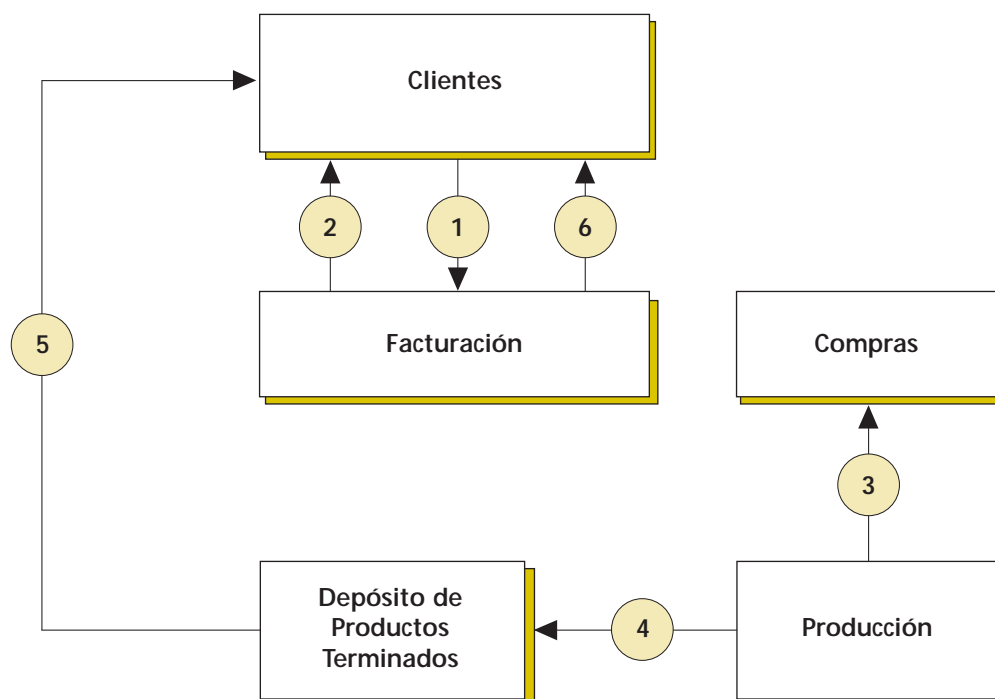 Clientes
2
1
6
Facturación
Compras
5
3
Depósito de
Productos
Terminados
4
Producción